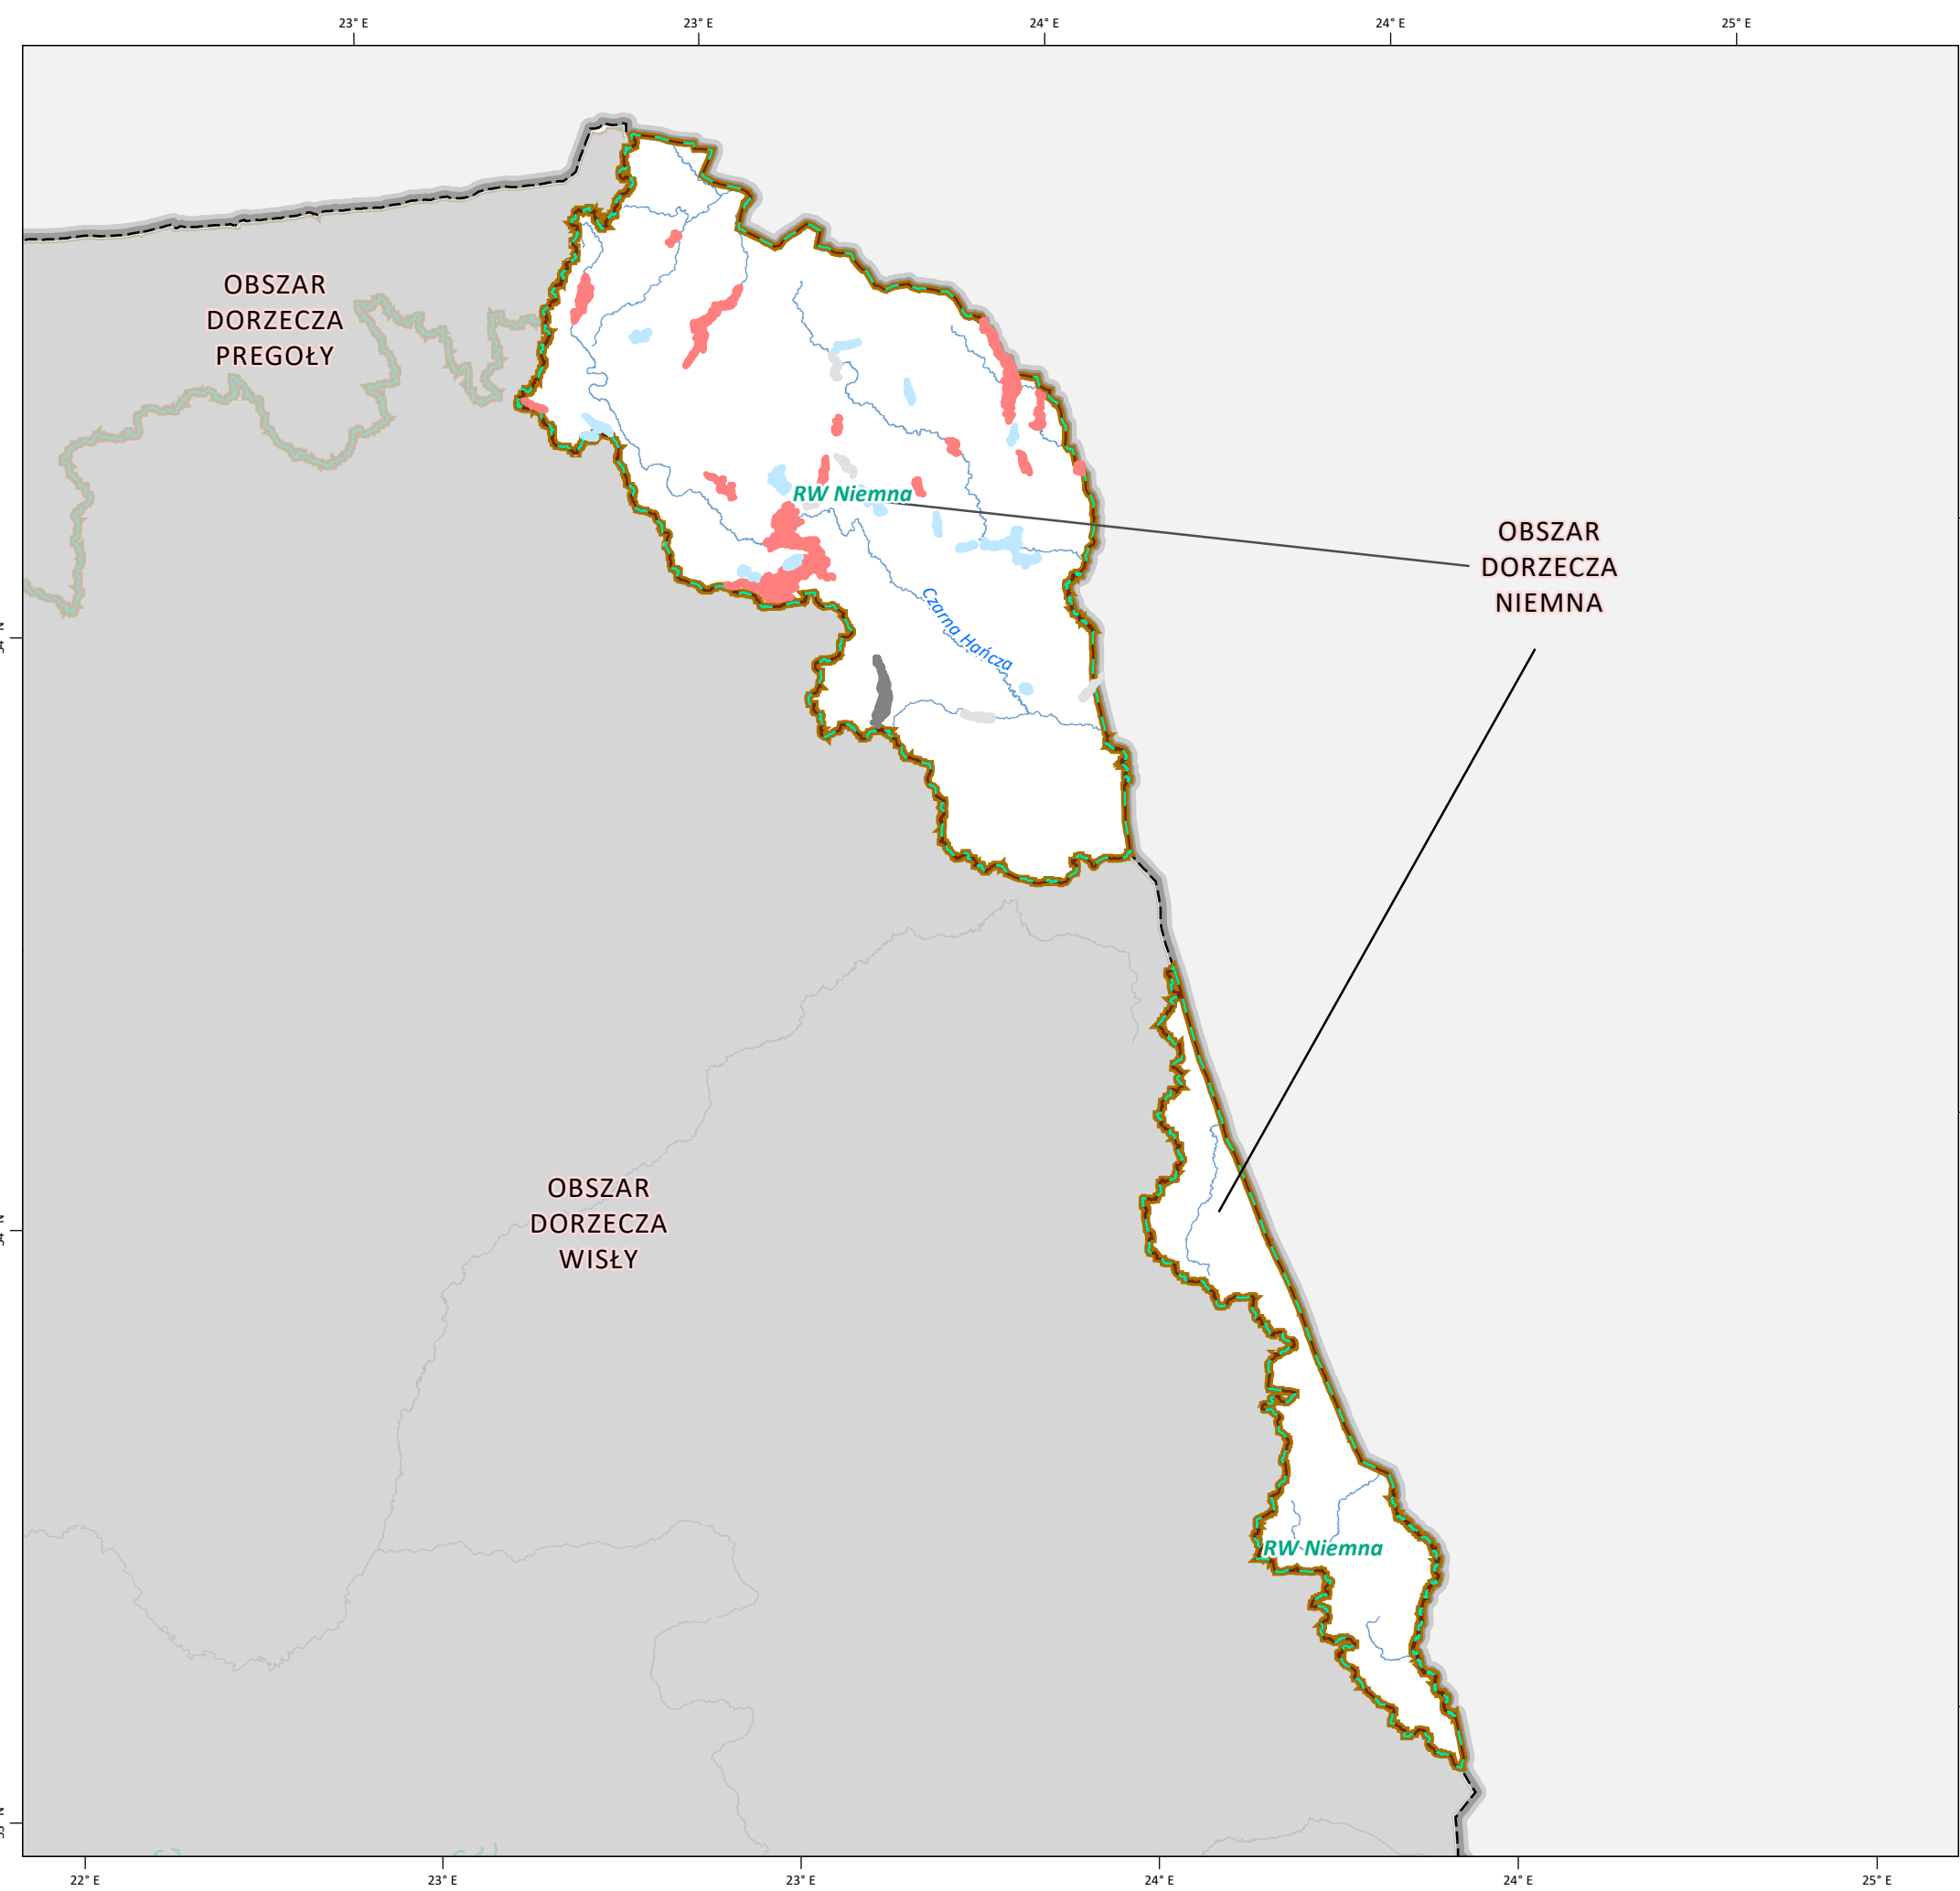 23° E
23° E
24° E
24° E
25° E
OBSZAR
DORZECZA
PREGOŁY
RW Niemna
OBSZAR
DORZECZA
NIEMNA
Czarna Hańcza
OBSZAR
DORZECZA
WISŁY
RW Niemna
22° E
23° E
23° E
24° E
24° E
25° E